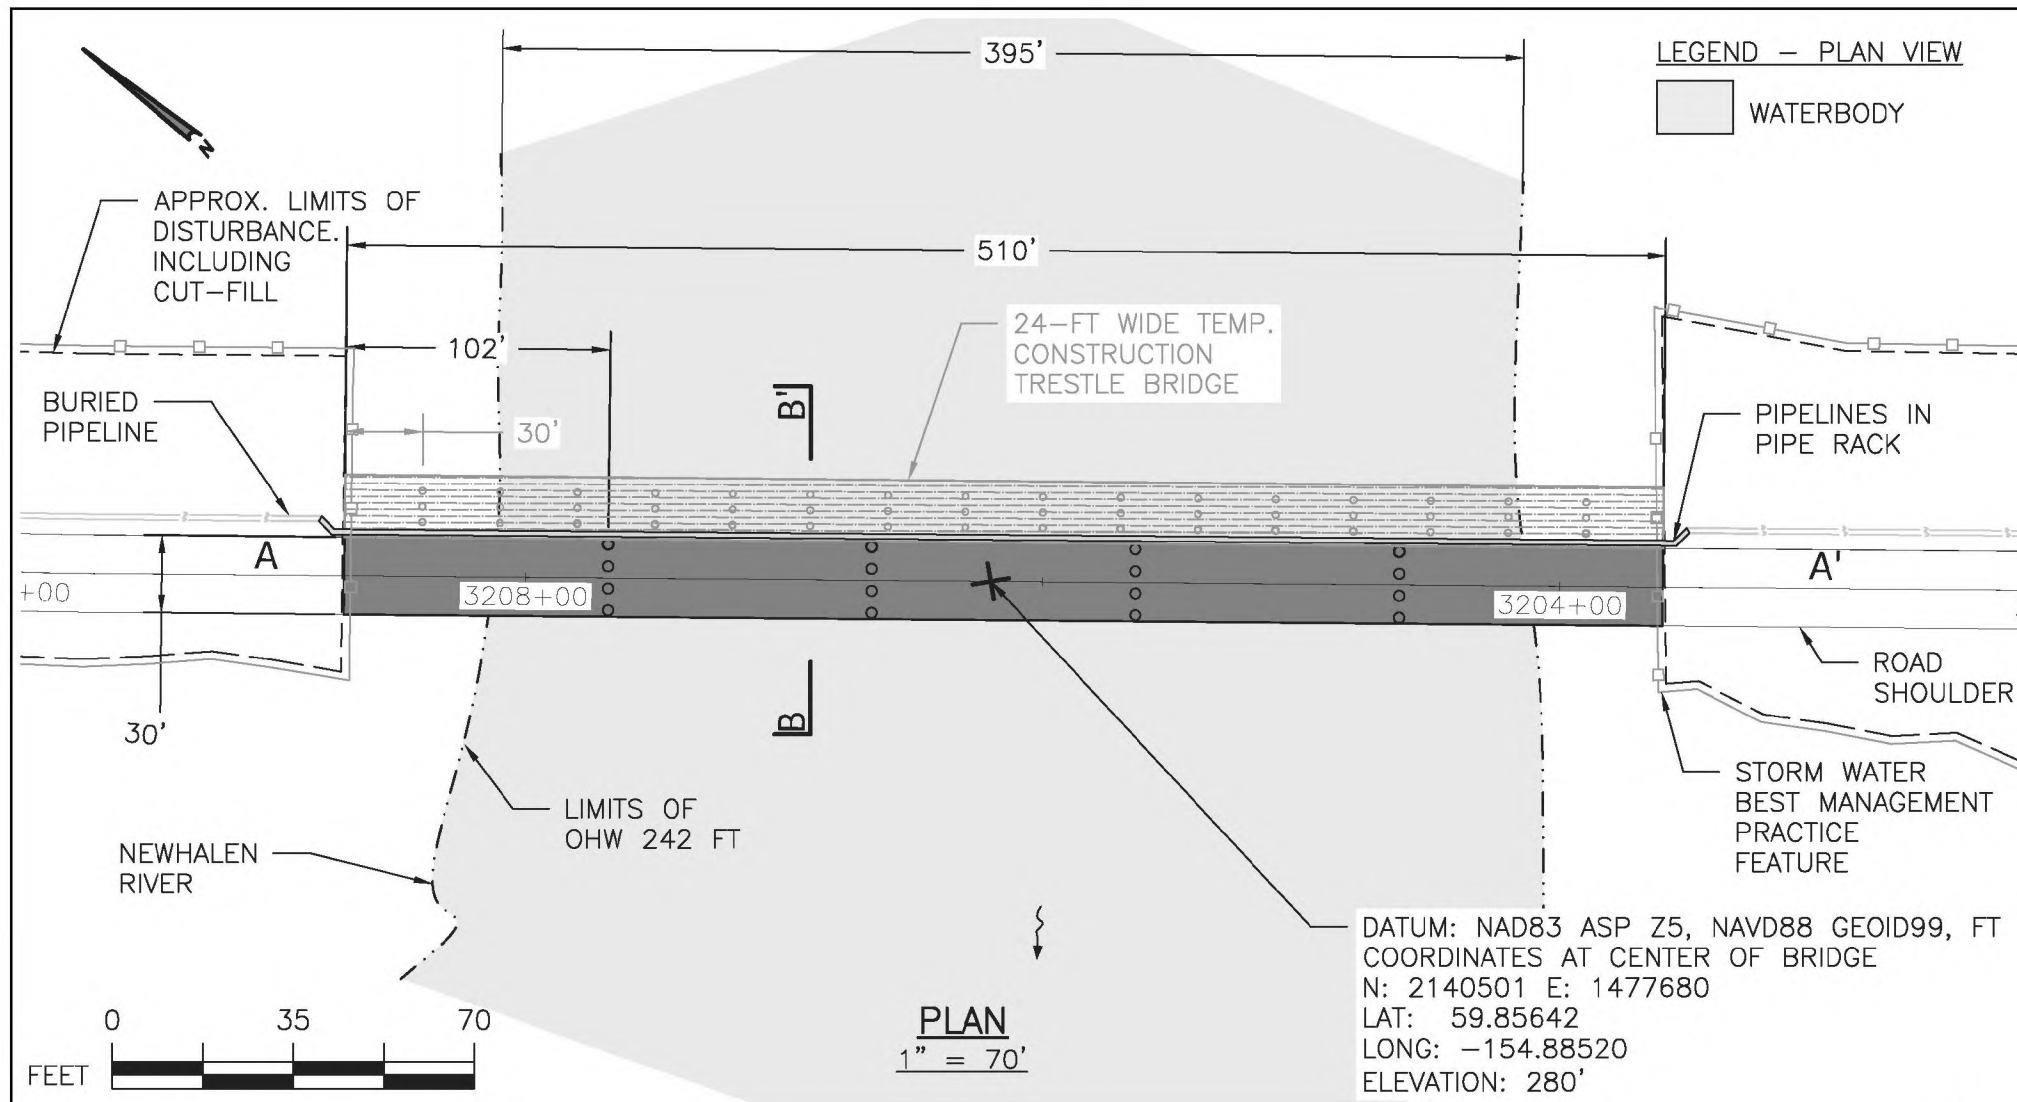 395'
LEGEND – PLAN VIEW
WATERBODY
N
APPROX. LIMITS OF
DISTURBANCE.
INCLUDING
CUT–FILL
510'
24–FT WIDE TEMP.
CONSTRUCTION
TRESTLE BRIDGE
102'
B'
BURIED
PIPELINE
30'
PIPELINES IN
PIPE RACK
A
A'
+00
3208+00
3204+00
ROAD
SHOULDER
30'
B
STORM WATER
BEST MANAGEMENT
PRACTICE
FEATURE
LIMITS OF
OHW 242 FT
NEWHALEN
RIVER
DATUM: NAD83 ASP Z5, NAVD88 GEOID99, FT
COORDINATES AT CENTER OF BRIDGE
N: 2140501 E: 1477680
LAT: 59.85642
LONG: –154.88520
ELEVATION: 280'
0 35 70
FEET
PLAN
1" = 70'